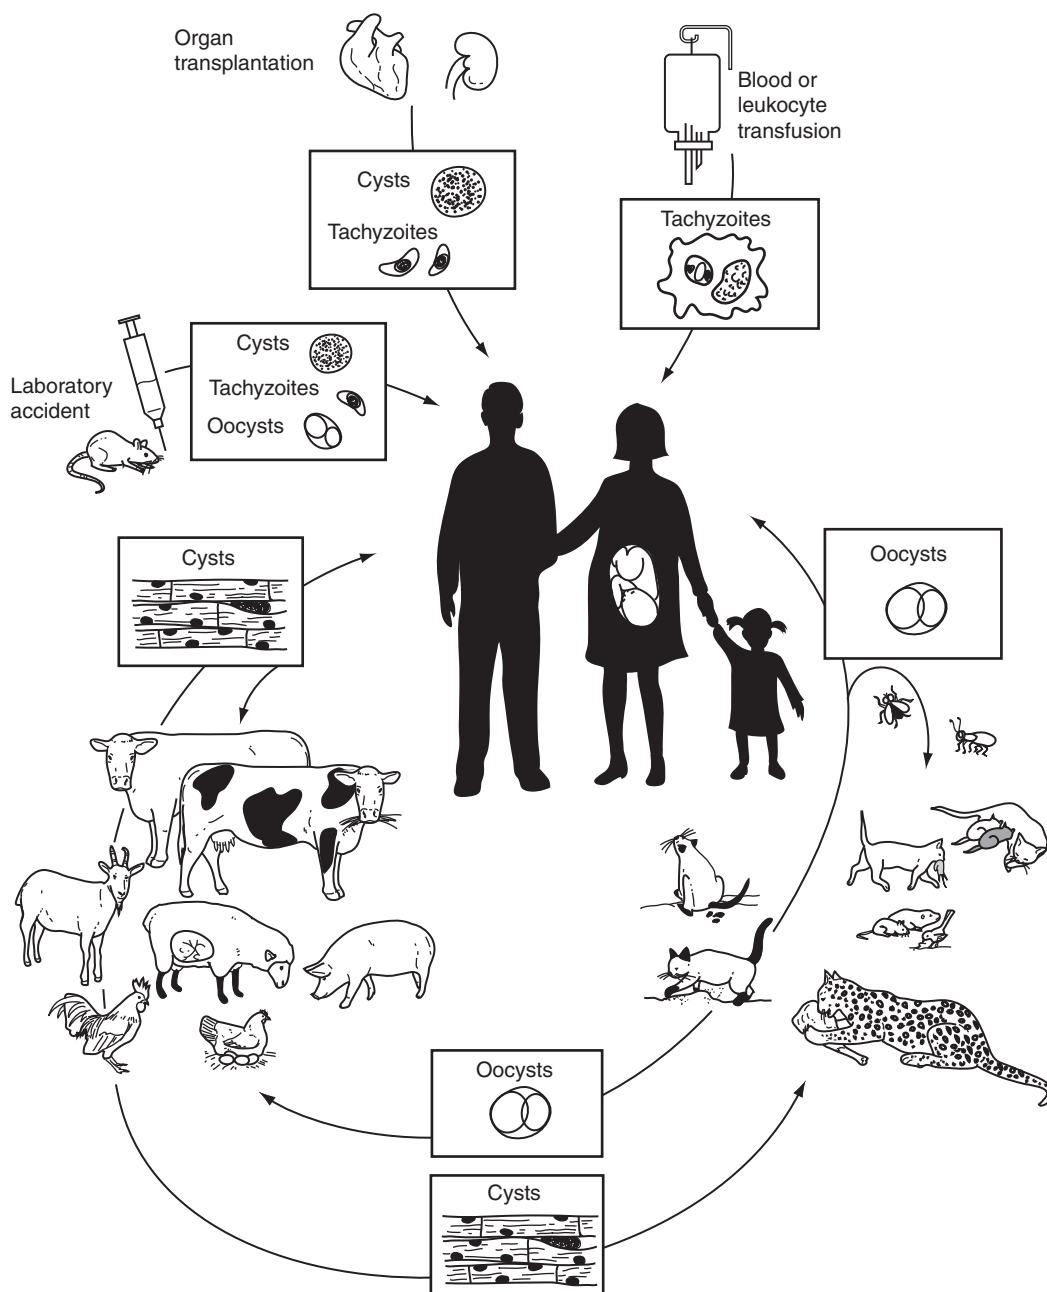 Organ
transplantation
Blood or
leukocyte
transfusion
Cysts
Tachyzoites
Tachyzoites
Laboratory
accident
Cysts
Tachyzoites
Oocysts
Cysts
Oocysts
Oocysts
Cysts